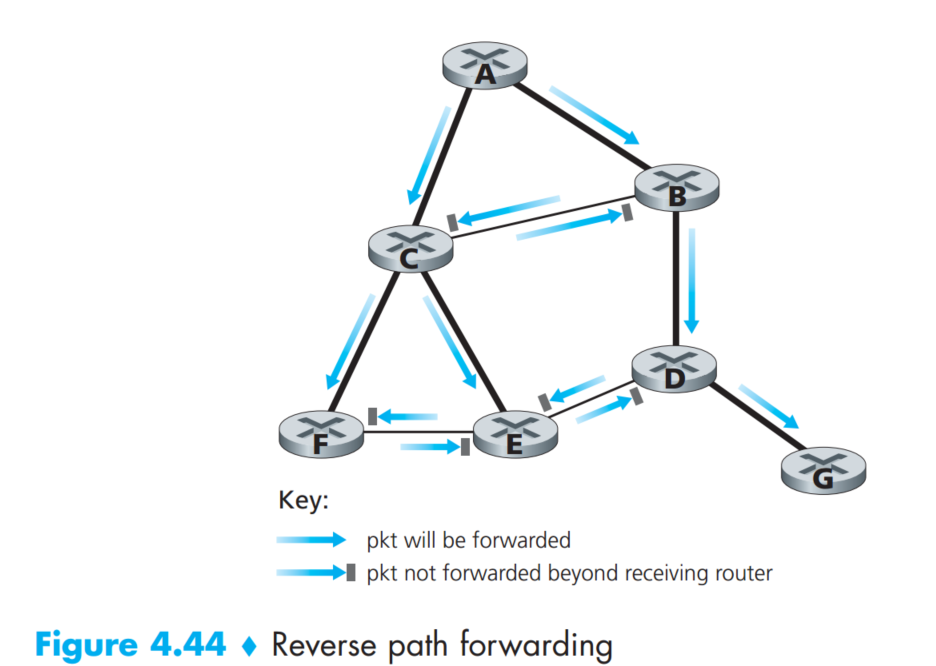 A
B
C
D
F
E
G
Key:
pkt will be forwarded
pkt not forwarded beyond receiving router
Figure 4.44 ♦ Reverse path forwarding